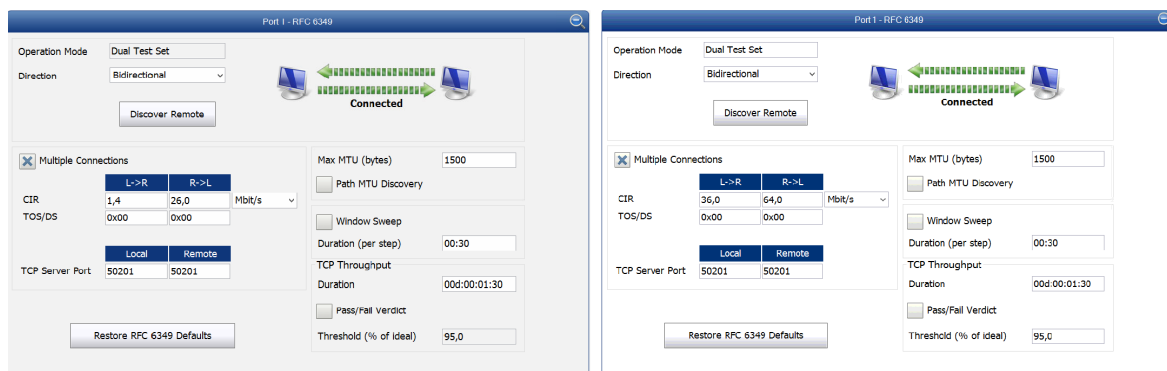 Port 1 - RFC 6349
Operation Mode Dual Test Set
Direction Bidirectional
Connected
Discover Remote
Multiple Connections
L->R R->L
CIR 1,4 26,0 Mbit/s
TOS/DS 0x00 0x00
Local Remote
TCP Server Port 50201 50201
Restore RFC 6349 Defaults
Max MTU (bytes) 1500
Path MTU Discovery
Window Sweep
Duration (per step) 00:30
TCP Throughput
Duration 00d:00:01:30
Pass/Fail Verdict
Threshold (% of ideal) 95,0
Port 1 - RFC 6349
Operation Mode Dual Test Set
Direction Bidirectional
Connected
Discover Remote
Multiple Connections
L->R R->L
CIR 36,0 64,0 Mbit/s
TOS/DS 0x00 0x00
Local Remote
TCP Server Port 50201 50201
Restore RFC 6349 Defaults
Max MTU (bytes) 1500
Path MTU Discovery
Window Sweep
Duration (per step) 00:30
TCP Throughput
Duration 00d:00:01:30
Pass/Fail Verdict
Threshold (% of ideal) 95,0